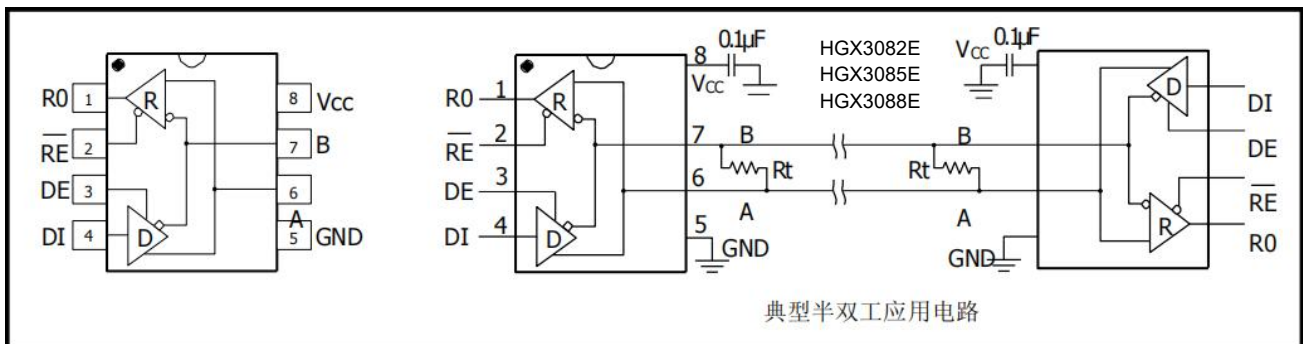 R0 1
R
8 Vcc
RE 2
7 B
DE 3
6
A
DI 4
D
5 GND
0.1μF
8
VCC
R0 1
R
RE 2
7 B
Rt
DE 3
6
A
DI 4
D
5
GND
HGX3082E
HGX3085E
HGX3088E
VCC 0.1μF
D
DI
B
DE
Rt
RE
A
R
R0
GND
典型半双工应用电路